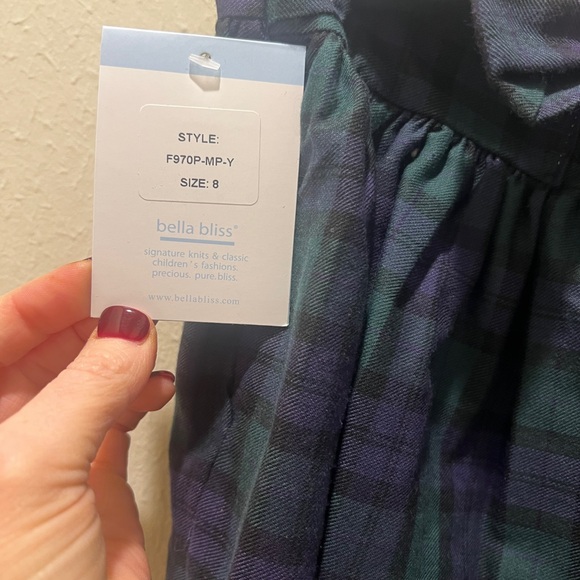 STYLE:
F970P-MP-Y
SIZE: 8
bella bliss®
signature knits & classic
children's fashions
precious. pure.bliss.
www.bellabliss.com